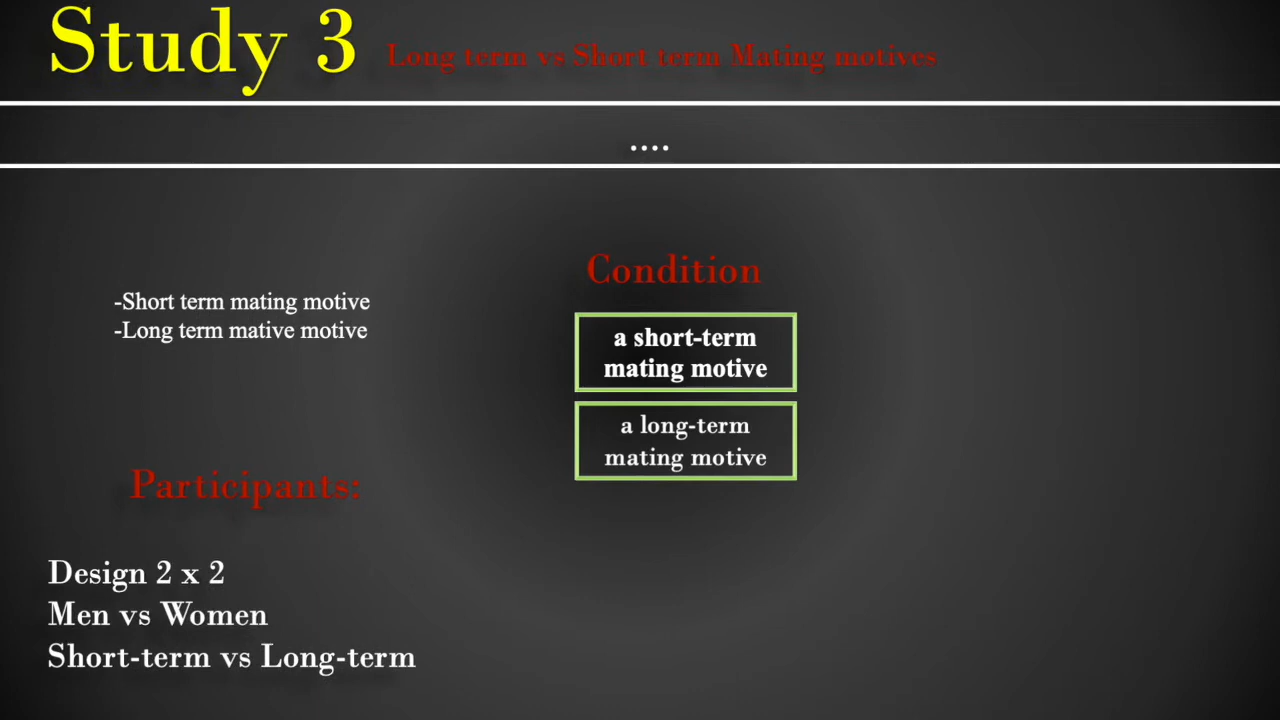 Study 3 Long term vs Short term Mating motives
....
Condition
-Short term mating motive
-Long term mative motive
a short-term
mating motive
a long-term
mating motive
Participants:
Design 2 x 2
Men vs Women
Short-term vs Long-term